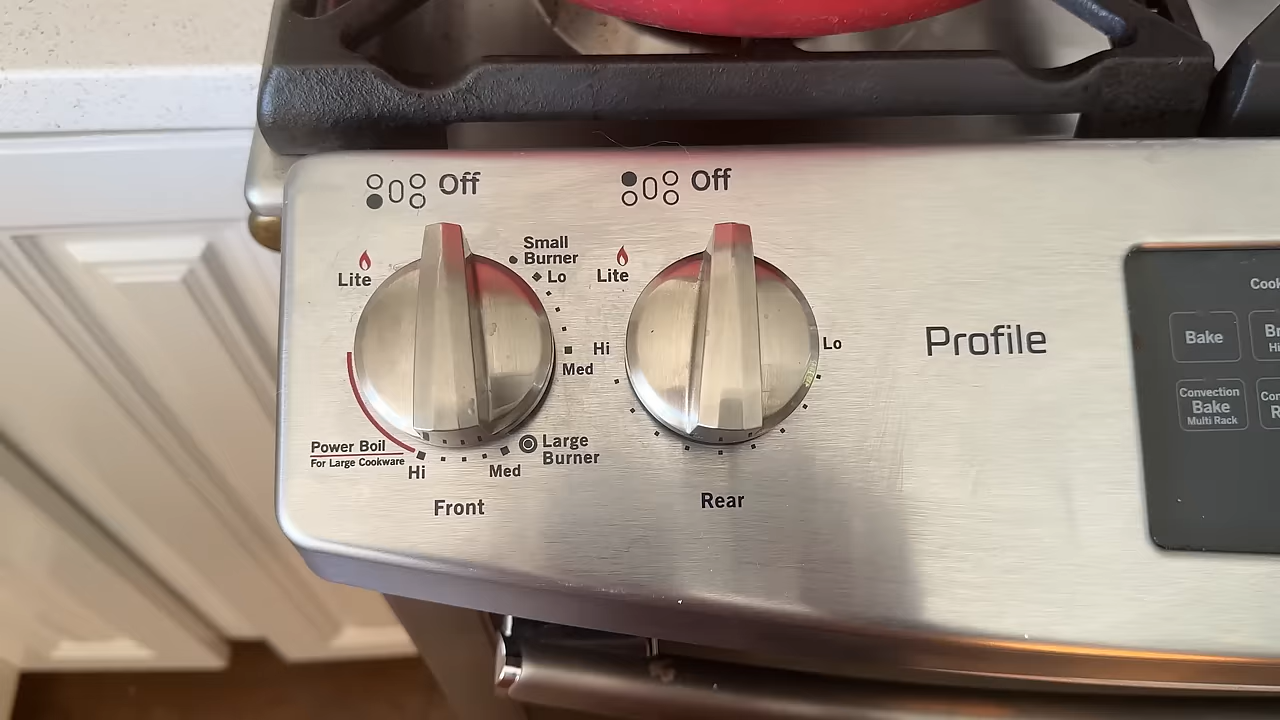 Off
Lite
Small
Burner
Lo
Med
Large
Burner
Med
Hi
Power Boil
For Large Cookware
Front
Off
Lite
Hi
Lo
Rear
Profile
Bake
Convection
Bake
Multi Rack
Hi